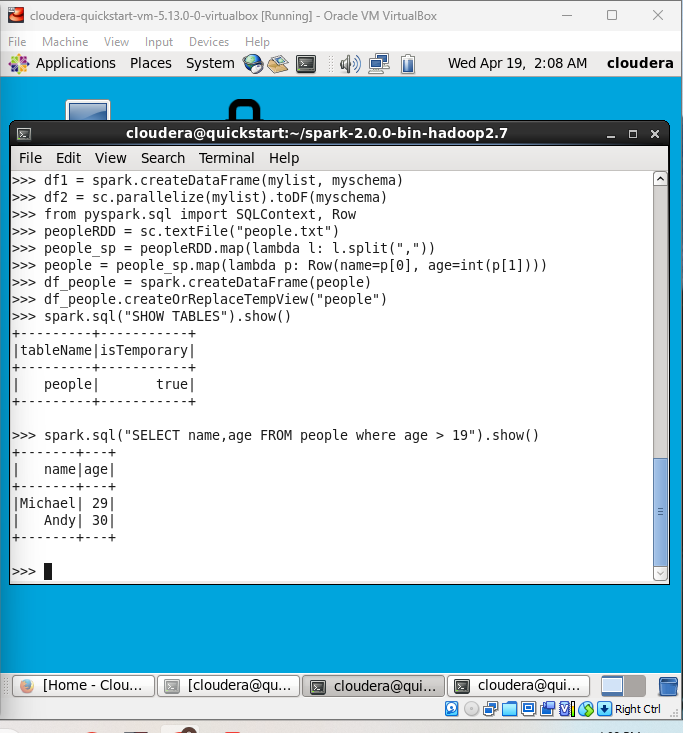 cloudera-quickstart-vm-5.13.0-0-virtualbox [Running] - Oracle VM VirtualBox
File Machine View Input Devices Help
Applications Places System Wed Apr 19, 2:08 AM cloudera
cloudera@quickstart:~/spark-2.0.0-bin-hadoop2.7
File Edit View Search Terminal Help
>>> df1 = spark.createDataFrame(mylist, myschema)
>>> df2 = sc.parallelize(mylist).toDF(myschema)
>>> from pyspark.sql import SQLContext, Row
>>> peopleRDD = sc.textFile("people.txt")
>>> people_sp = peopleRDD.map(lambda l: l.split(","))
>>> people = people_sp.map(lambda p: Row(name=p[0], age=int(p[1])))
>>> df_people = spark.createDataFrame(people)
>>> df_people.createOrReplaceTempView("people")
>>> spark.sql("SHOW TABLES").show()
+---------+-----------+
|tableName|isTemporary|
+---------+-----------+
|   people|       true|
+---------+-----------+
>>> spark.sql("SELECT name,age FROM people where age > 19").show()
+-------+---+
|   name|age|
+-------+---+
|Michael| 29|
|   Andy| 30|
+-------+---+
>>>
[Home - Clou... [cloudera@qu... cloudera@qui... cloudera@qui...
Right Ctrl